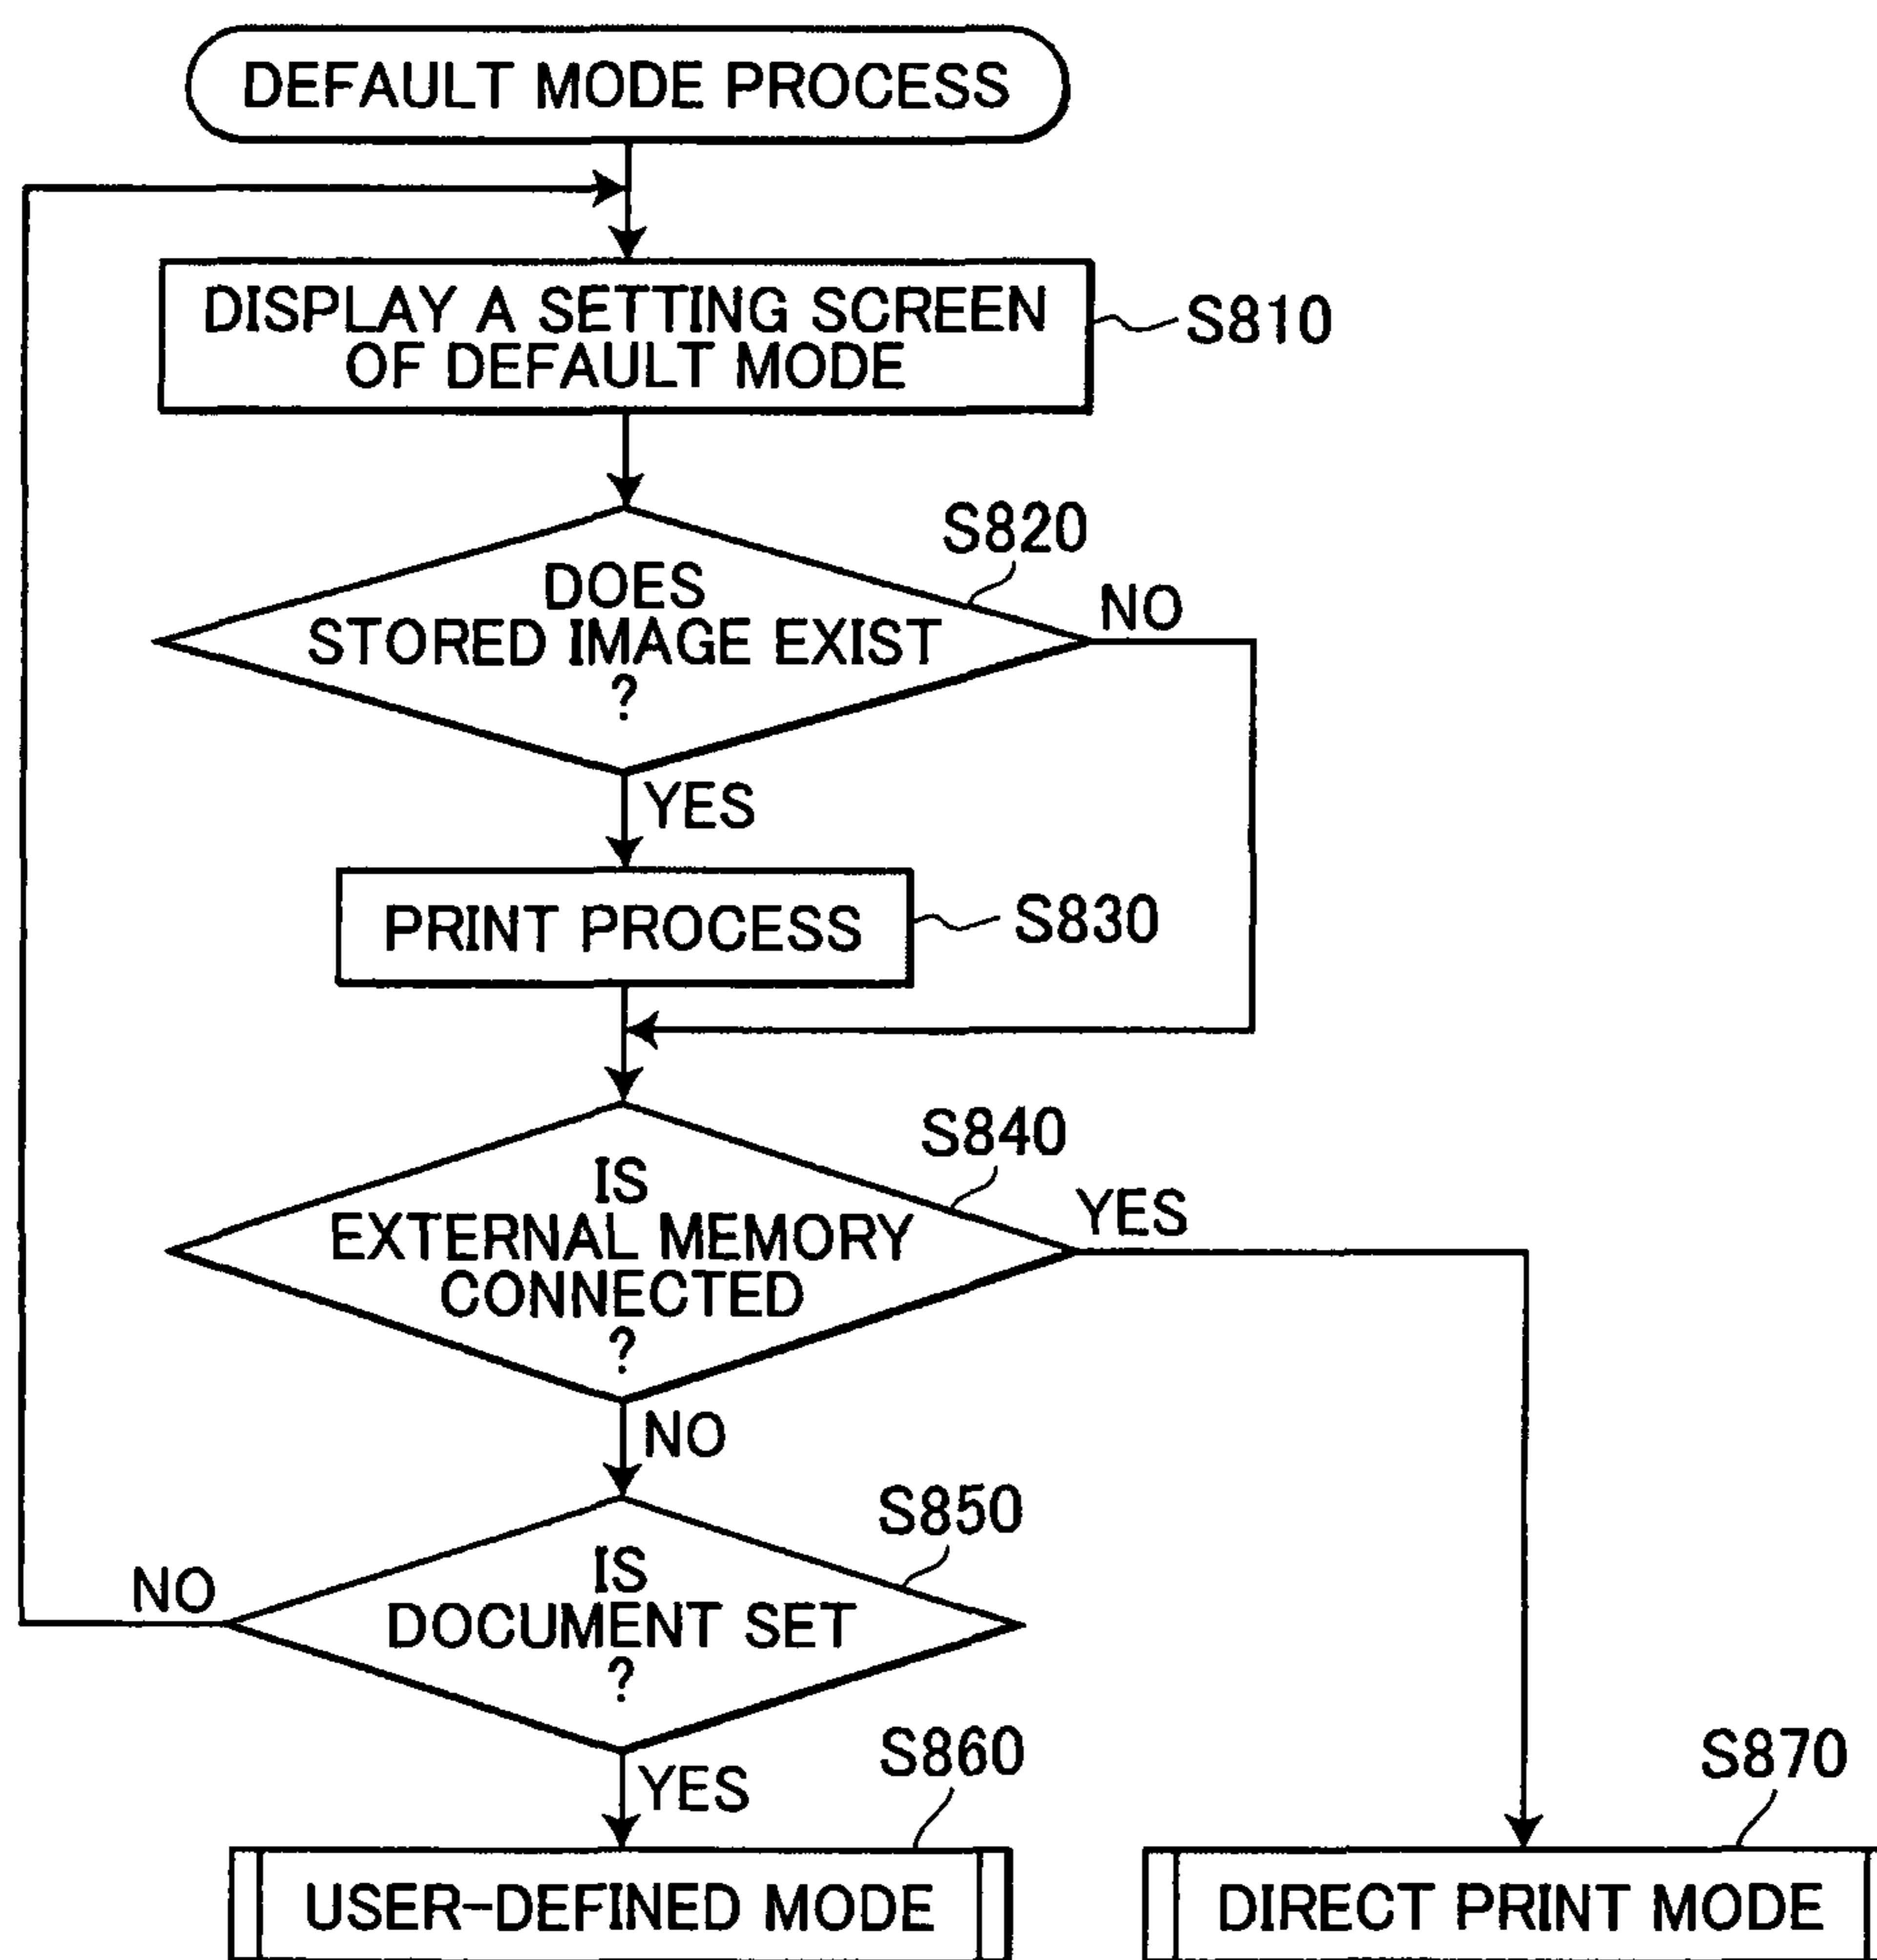 DEFAULT MODE PROCESS
DISPLAY A SETTING SCREEN
OF DEFAULT MODE
S810
S820
DOES
STORED IMAGE EXIST
?
NO
YES
PRINT PROCESS
S830
S840
IS
EXTERNAL MEMORY
CONNECTED
?
YES
NO
S850
IS
DOCUMENT SET
?
NO
YES
S860
S870
USER-DEFINED MODE
DIRECT PRINT MODE